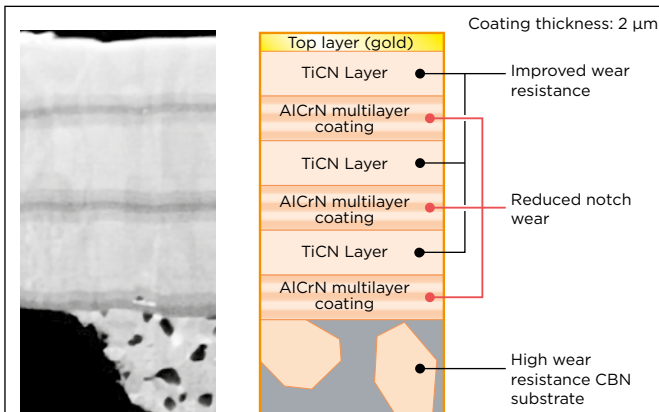 Coating thickness: 2 μm
Top layer (gold)
TiCN Layer
Improved wear
resistance
AlCrN multilayer
coating
TiCN Layer
AlCrN multilayer
coating
Reduced notch
wear
TiCN Layer
AlCrN multilayer
coating
High wear
resistance CBN
substrate